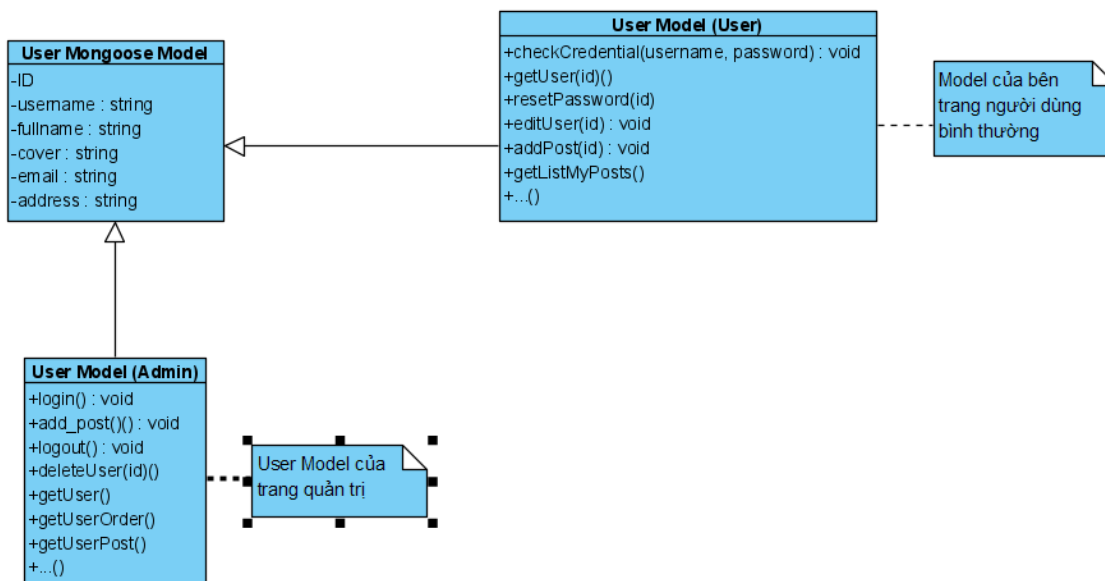 User Mongoose Model
-ID
-username : string
-fullname : string
-cover : string
-email : string
-address : string
User Model (User)
+checkCredential(username, password) : void
+getUser(id)()
+resetPassword(id)
+editUser(id) : void
+addPost(id) : void
+getListMyPosts()
+...()
Model của bên
trang người dùng
bình thường
User Model (Admin)
+login() : void
+add_post()() : void
+logout() : void
+deleteUser(id)()
+getUser()
+getUserOrder()
+getUserPost()
+...()
User Model của
trang quản trị